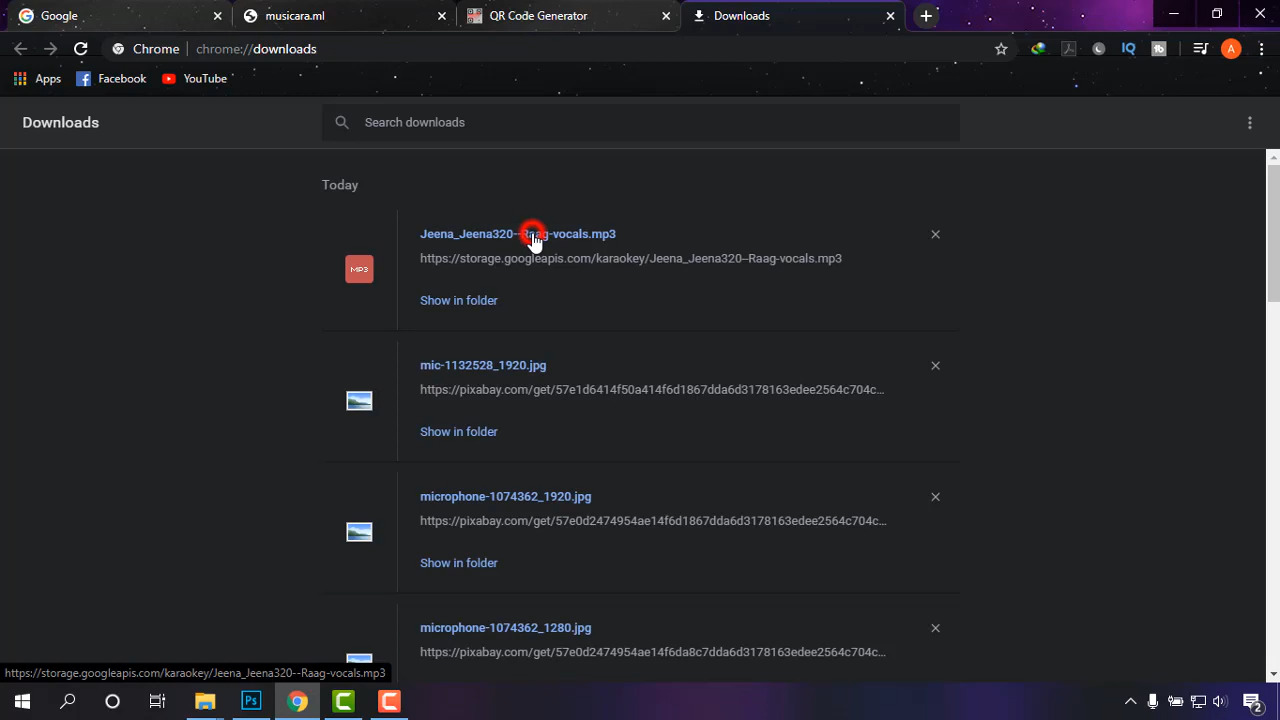 Google
musicara.ml
QR Code Generator
Downloads
Chrome
chrome://downloads
IQ
A
Apps
Facebook
YouTube
Downloads
Search downloads
Today
Jeena_Jeena320--Raag-vocals.mp3
MP3
https://storage.googleapis.com/karaokey/Jeena_Jeena320--Raag-vocals.mp3
Show in folder
mic-1132528_1920.jpg
https://pixabay.com/get/57e1d6414f50a414f6d1867dda6d3178163edee2564c704c…
Show in folder
microphone-1074362_1920.jpg
https://pixabay.com/get/57e0d2474954ae14f6d1867dda6d3178163edee2564c704c…
Show in folder
microphone-1074362_1280.jpg
https://pixabay.com/get/57e0d2474954ae14f6da8c7dda6d3178163edee2564c704c…
https://storage.googleapis.com/karaokey/Jeena_Jeena320--Raag-vocals.mp3
Ps
C
C
2